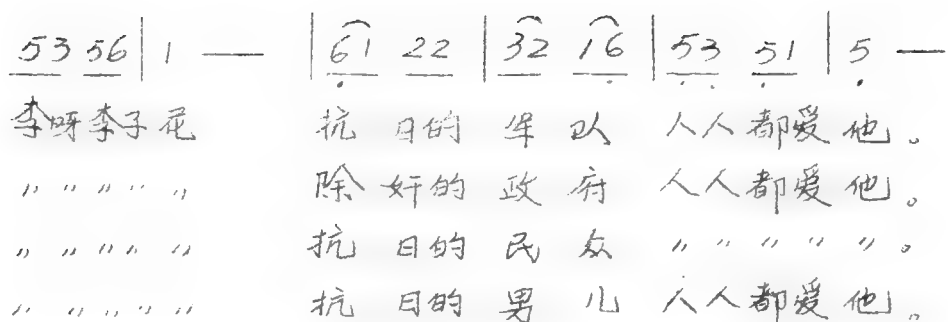 53 56 | 1 — | 61 22 | 32 16 | 53 51 | 5 —
李呀李子花 抗日的军队 人人都爱他。
〃 〃 〃 〃 〃 除奸的政府 人人都爱他。
〃 〃 〃 〃 〃 抗日的民众 〃 〃 〃 〃 〃。
〃 〃 〃 〃 〃 抗日的男儿 人人都爱他。